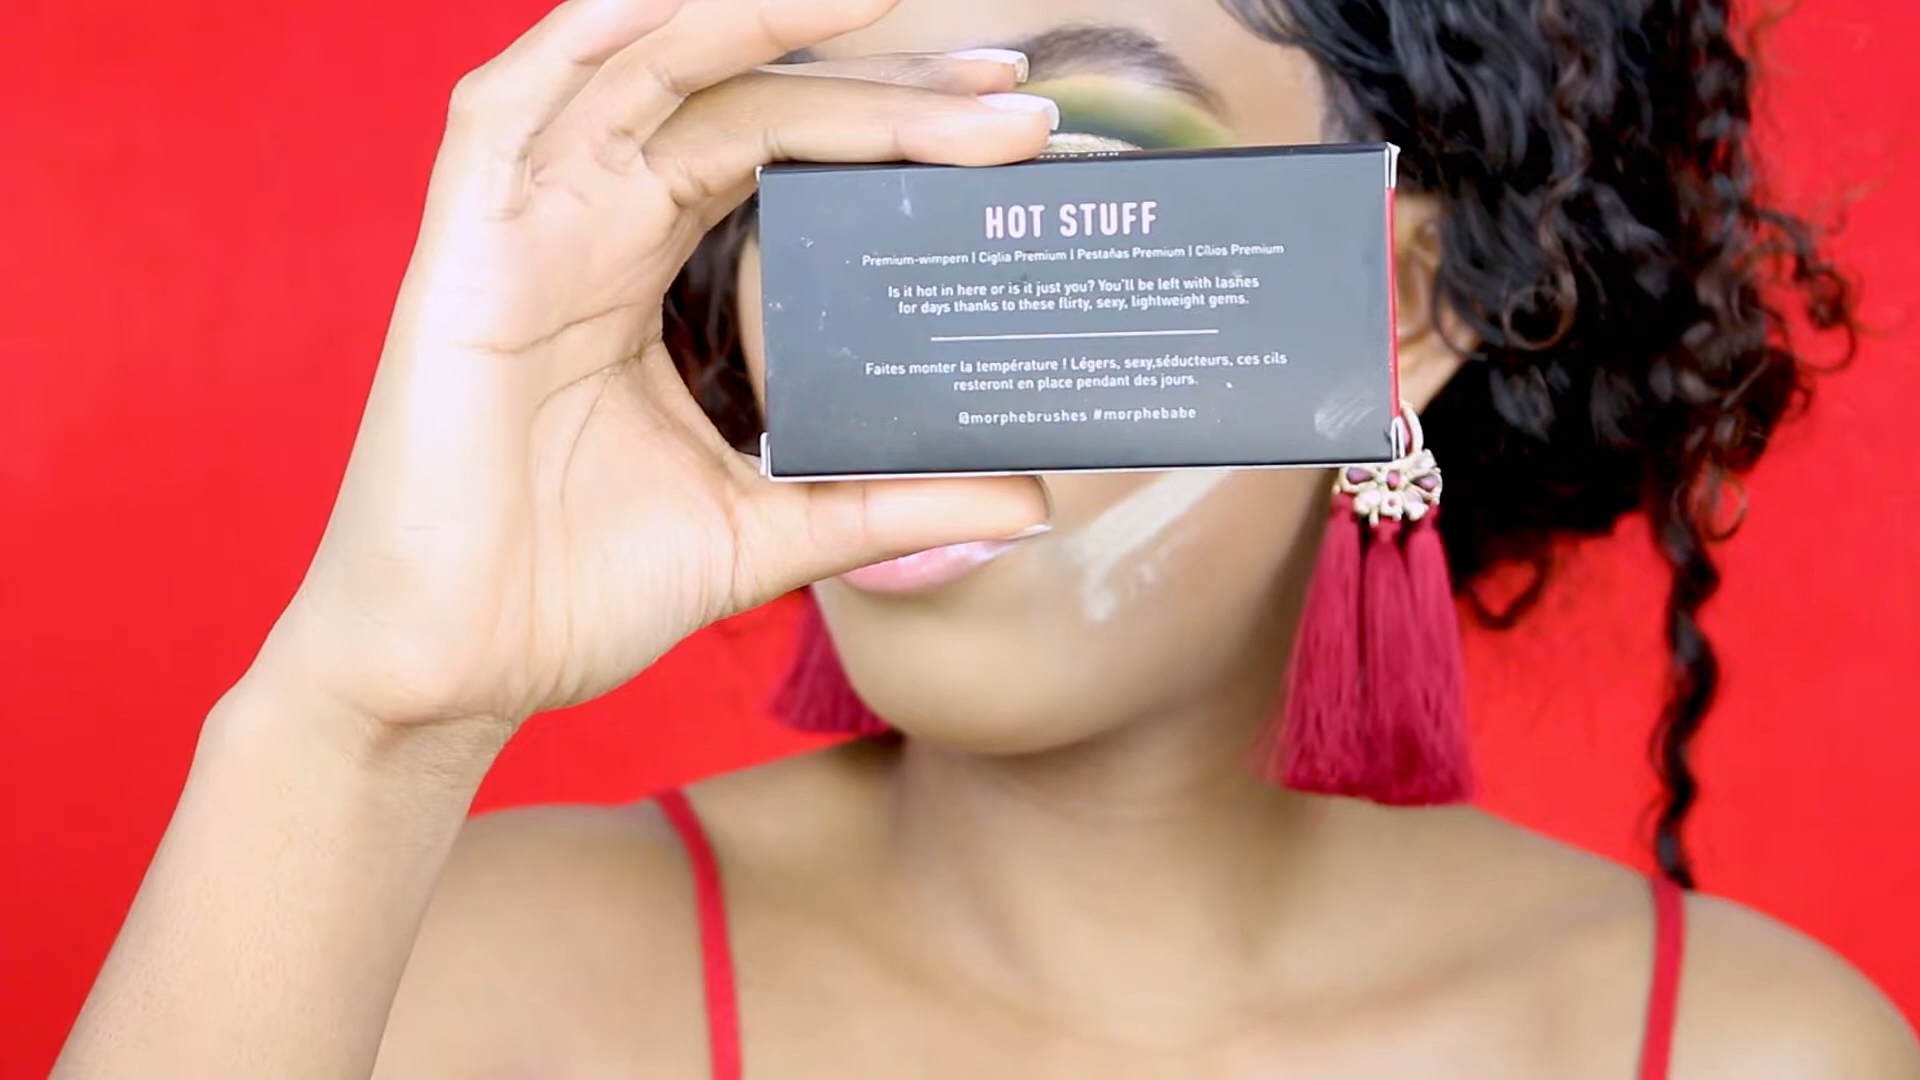 HOT STUFF
Premium-wimpern | Ciglia Premium | Pestañas Premium | Cílios Premium
Is it hot in here or is it just you? You'll be left with lashes
for days thanks to these flirty, sexy, lightweight gems.
Faites monter la température ! Légers, sexy,séducteurs, ces cils
resteront en place pendant des jours.
@morphebrushes #morphebabe